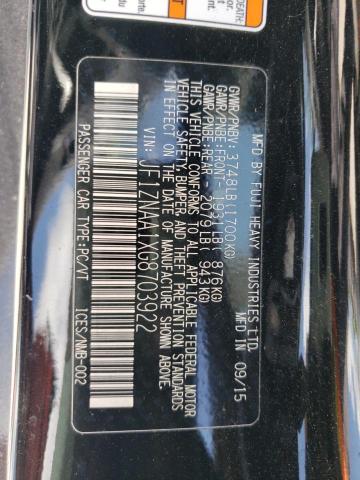 MFD BY FUJI HEAVY INDUSTRIES LTD. 09/15
GVWR/PNBV: 3748LB(1700KG)
GAWR/PNBE:FRONT- 1931LB( 876KG)
GAWR/PNBE:REAR - 2079LB( 943KG)
THIS VEHICLE CONFORMS TO ALL APPLICABLE FEDERAL MOTOR
VEHICLE SAFETY, BUMPER, AND THEFT PREVENTION STANDARDS
IN EFFECT ON THE DATE OF MANUFACTURE SHOWN ABOVE.
VIN: JF1ZNAA1XG8703922
PASSENGER CAR TYPE:PC/VT ICES/NMB-002
DEATH: